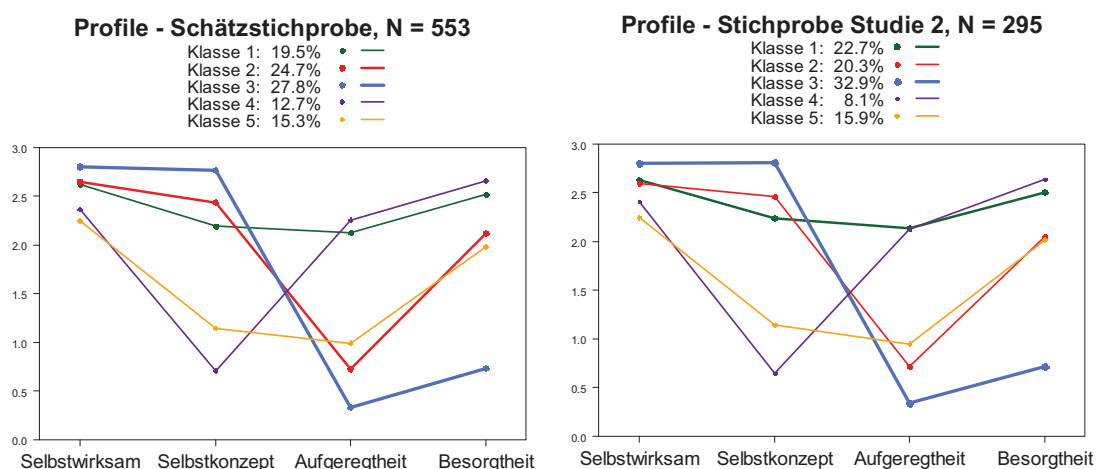 Profile - Schätzstichprobe, N = 553
Klasse 1: 19.5%
Klasse 2: 24.7%
Klasse 3: 27.8%
Klasse 4: 12.7%
Klasse 5: 15.3%
3.0
2.5
2.0
1.5
1.0
0.5
0.0
Selbstwirksam Selbstkonzept Aufgeregtheit Besorgtheit
Profile - Stichprobe Studie 2, N = 295
Klasse 1: 22.7%
Klasse 2: 20.3%
Klasse 3: 32.9%
Klasse 4: 8.1%
Klasse 5: 15.9%
3.0
2.5
2.0
1.5
1.0
0.5
0.0
Selbstwirksam Selbstkonzept Aufgeregtheit Besorgtheit